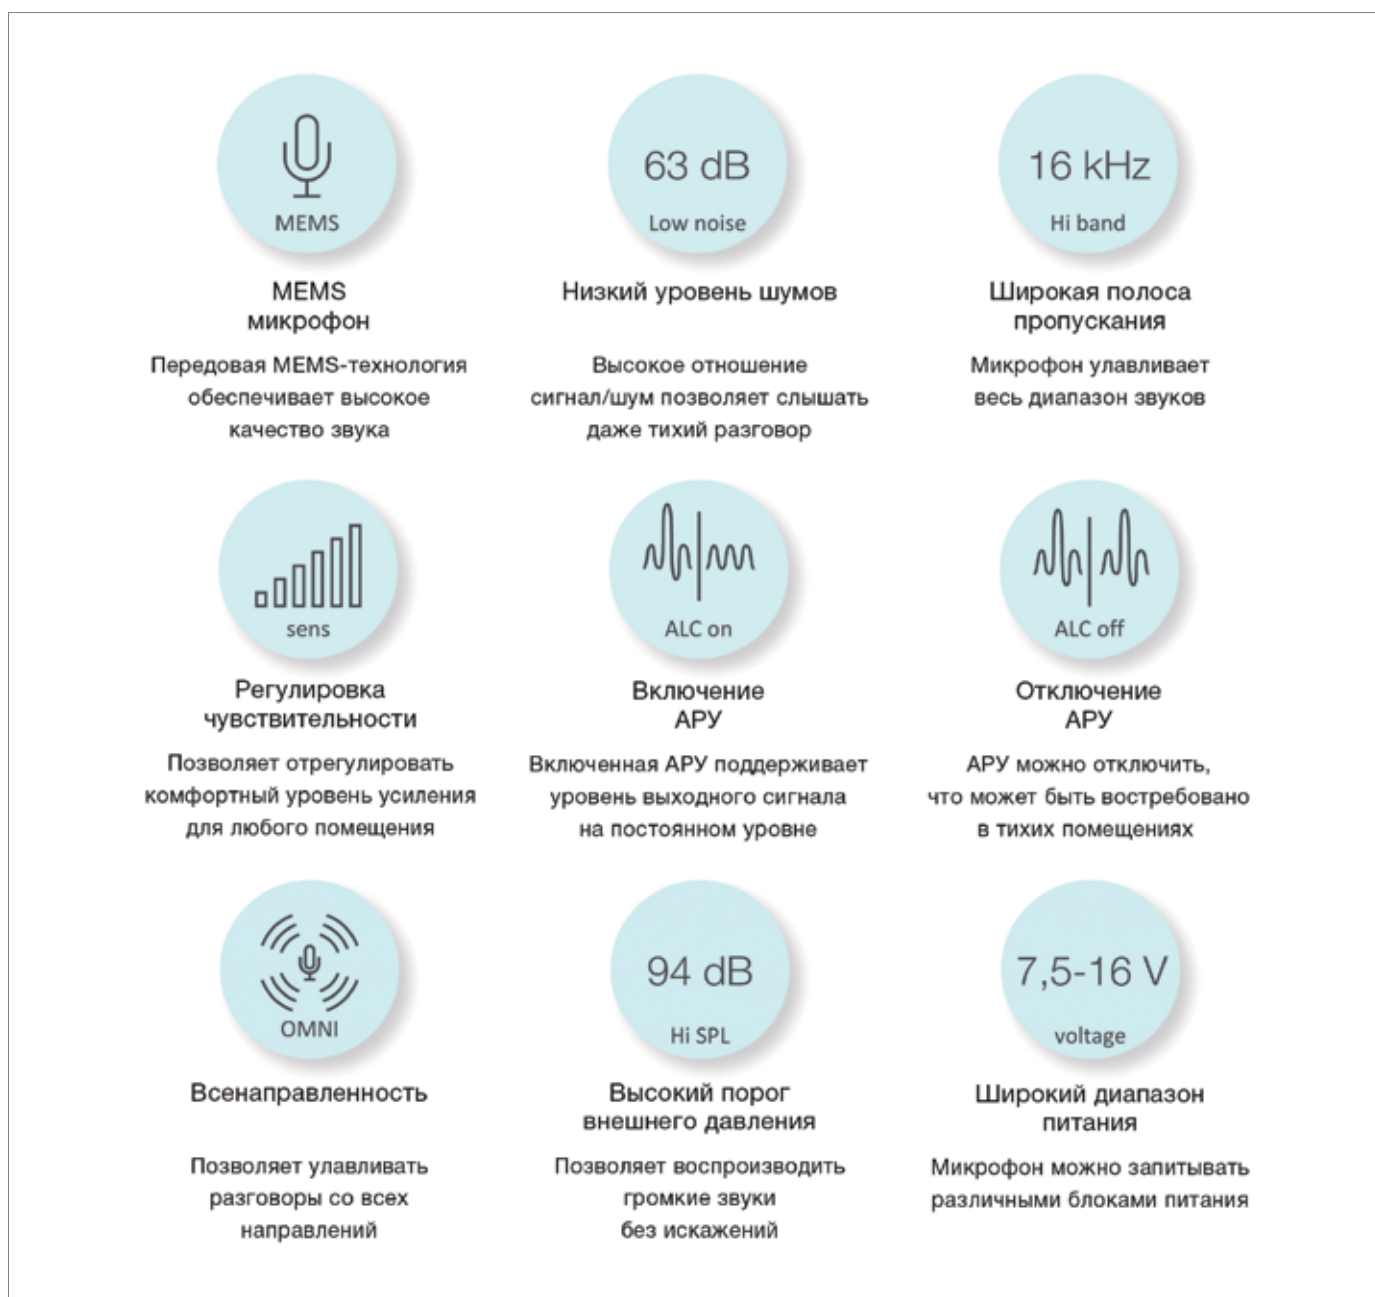 MEMS
MEMS
микрофон
Передовая MEMS-технология
обеспечивает высокое
качество звука
63 dB
Low noise
Низкий уровень шумов
Высокое отношение
сигнал/шум позволяет слышать
даже тихий разговор
16 kHz
Hi band
Широкая полоса
пропускания
Микрофон улавливает
весь диапазон звуков
sens
Регулировка
чувствительности
Позволяет отрегулировать
комфортный уровень усиления
для любого помещения
ALC on
Включение
АРУ
Включенная АРУ поддерживает
уровень выходного сигнала
на постоянном уровне
ALC off
Отключение
АРУ
АРУ можно отключить,
что может быть востребовано
в тихих помещениях
OMNI
Всенаправленность
Позволяет улавливать
разговоры со всех
направлений
94 dB
Hi SPL
Высокий порог
внешнего давления
Позволяет воспроизводить
громкие звуки
без искажений
7,5-16 V
voltage
Широкий диапазон
питания
Микрофон можно запитывать
различными блоками питания